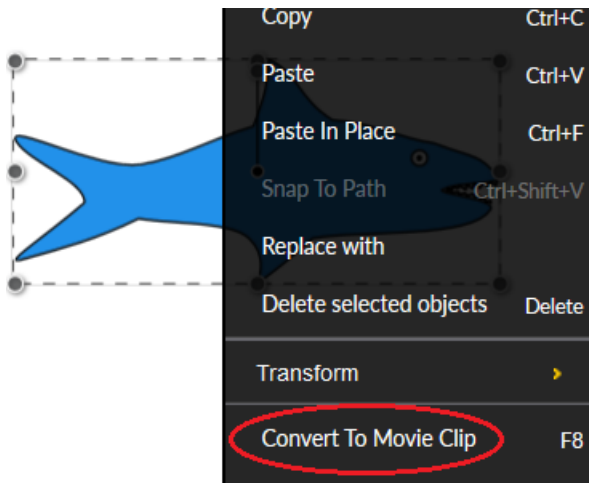 Copy Ctrl+C
Paste Ctrl+V
Paste In Place Ctrl+F
Snap To Path Ctrl+Shift+V
Replace with
Delete selected objects Delete
Transform
Convert To Movie Clip F8